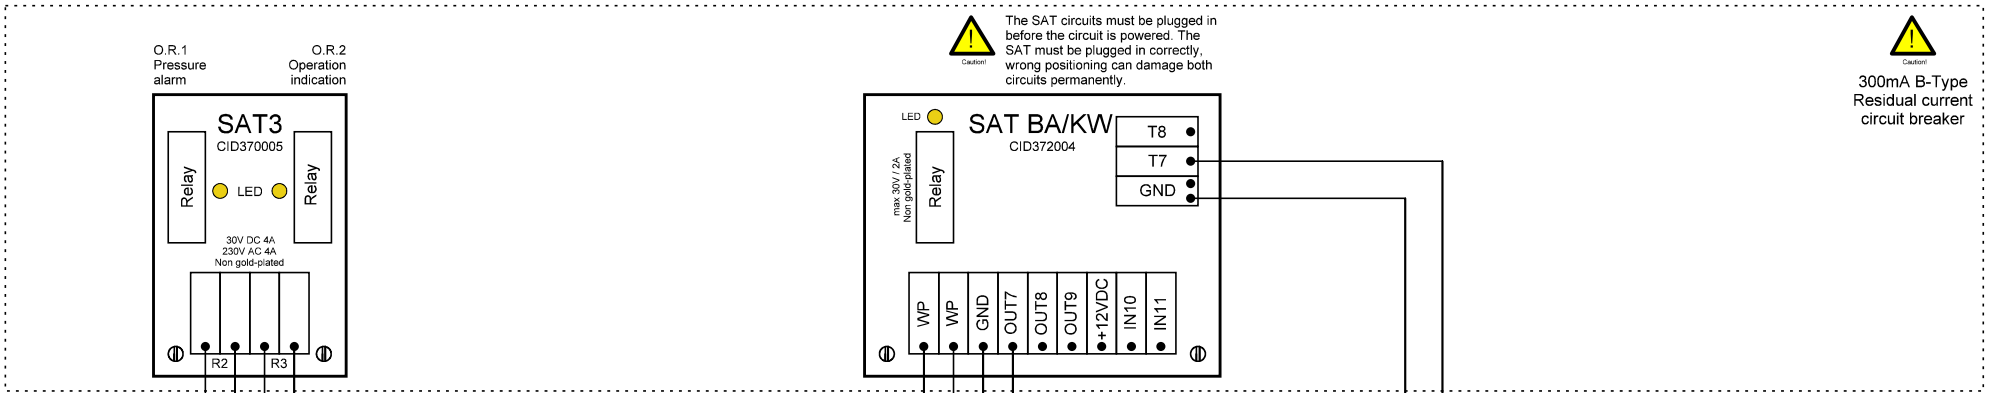 O.R.1
Pressure
alarm
O.R.2
Operation
indication
SAT3
CID370005
Relay
LED
Relay
30V DC 4A
230V AC 4A
Non gold-plated
R2
R3
!
Caution!
The SAT circuits must be plugged in
before the circuit is powered. The
SAT must be plugged in correctly,
wrong positioning can damage both
circuits permanently.
LED
SAT BA/KW
CID372004
max 30V / 2A
Non gold-plated
Relay
T8
T7
GND
WP
WP
GND
OUT7
OUT8
OUT9
+12VDC
IN10
IN11
!
Caution!
300mA B-Type
Residual current
circuit breaker